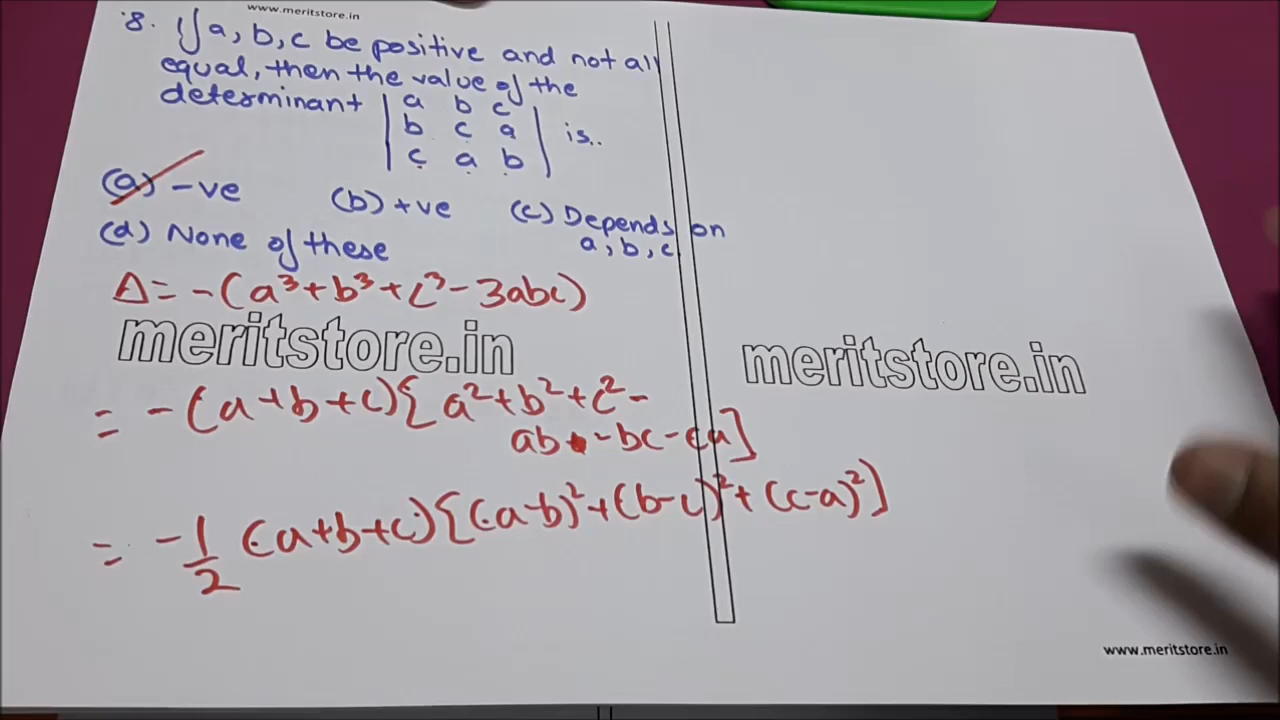 www.meritstore.in
8. If a, b, c be positive and not all
equal, then the value of the
determinant | a b c |
| b c a | is..
| c a b |
(a) -ve (b) +ve (c) Depends on
a, b, c
(d) None of these
Δ = -(a³+b³+c³-3abc)
meritstore.in
meritstore.in
= -(a+b+c){a²+b²+c²-
ab - bc - ca]
= -1/2 (a+b+c){(a-b)²+(b-c)²+(c-a)²]
www.meritstore.in